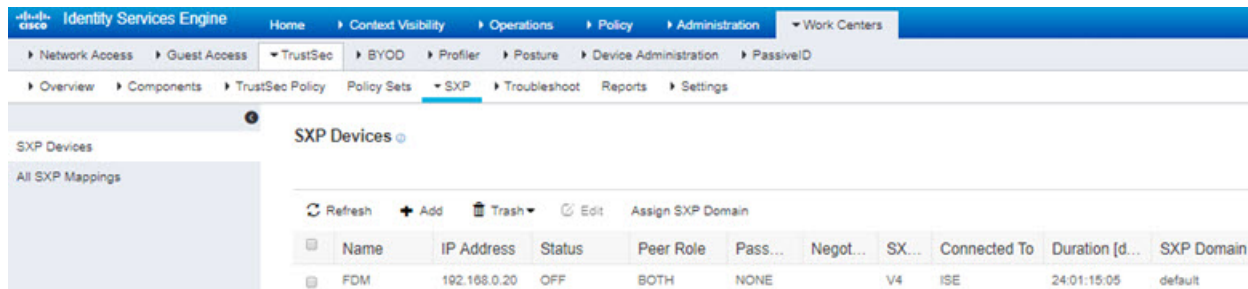 cisco Identity Services Engine Home Context Visibility Operations Policy Administration Work Centers
Network Access Guest Access TrustSec BYOD Profiler Posture Device Administration PassiveID
Overview Components TrustSec Policy Policy Sets SXP Troubleshoot Reports Settings
SXP Devices
All SXP Mappings
SXP Devices
Refresh Add Trash Edit Assign SXP Domain
Name IP Address Status Peer Role Pass... Negot... SX... Connected To Duration [d... SXP Domain
FDM 192.168.0.20 OFF BOTH NONE V4 ISE 24:01:15:05 default